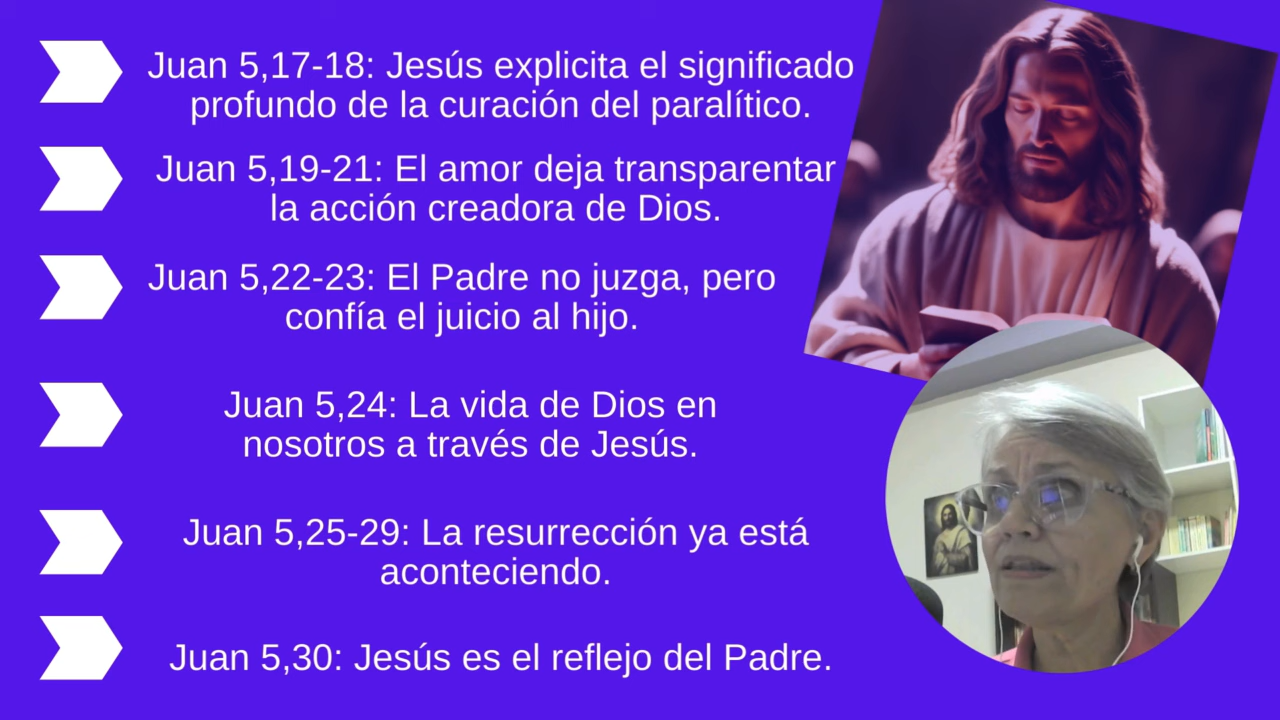 Juan 5,17-18: Jesús explicita el significado
profundo de la curación del paralítico.
Juan 5,19-21: El amor deja transparentar
la acción creadora de Dios.
Juan 5,22-23: El Padre no juzga, pero
confía el juicio al hijo.
Juan 5,24: La vida de Dios en
nosotros a través de Jesús.
Juan 5,25-29: La resurrección ya está
aconteciendo.
Juan 5,30: Jesús es el reflejo del Padre.